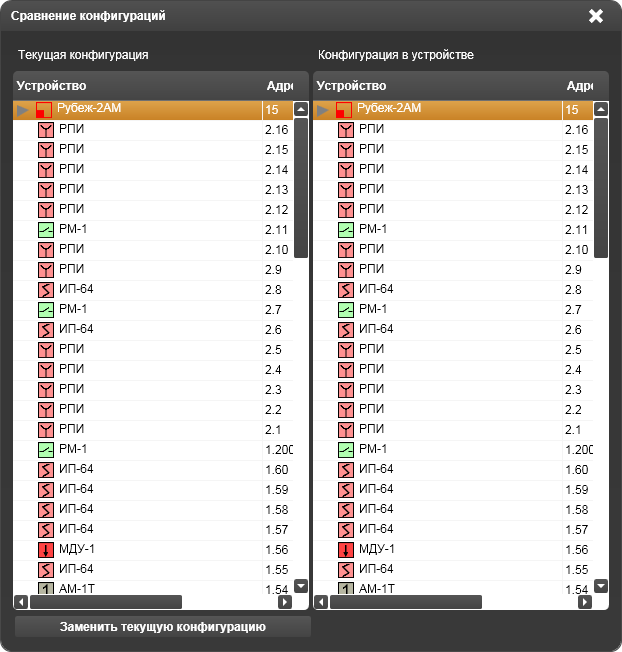 Сравнение конфигураций
Текущая конфигурация Конфигурация в устройстве
Устройство Адре Устройство Адре
Рубеж-2АМ 15 Рубеж-2АМ 15
РПИ 2.16 РПИ 2.16
РПИ 2.15 РПИ 2.15
РПИ 2.14 РПИ 2.14
РПИ 2.13 РПИ 2.13
РПИ 2.12 РПИ 2.12
РМ-1 2.11 РМ-1 2.11
РПИ 2.10 РПИ 2.10
РПИ 2.9 РПИ 2.9
ИП-64 2.8 ИП-64 2.8
РМ-1 2.7 РМ-1 2.7
ИП-64 2.6 ИП-64 2.6
РПИ 2.5 РПИ 2.5
РПИ 2.4 РПИ 2.4
РПИ 2.3 РПИ 2.3
РПИ 2.2 РПИ 2.2
РПИ 2.1 РПИ 2.1
РМ-1 1.200 РМ-1 1.200
ИП-64 1.60 ИП-64 1.60
ИП-64 1.59 ИП-64 1.59
ИП-64 1.58 ИП-64 1.58
ИП-64 1.57 ИП-64 1.57
МДУ-1 1.56 МДУ-1 1.56
ИП-64 1.55 ИП-64 1.55
1 АМ-1Т 1.54 1 АМ-1Т 1.54
Заменить текущую конфигурацию